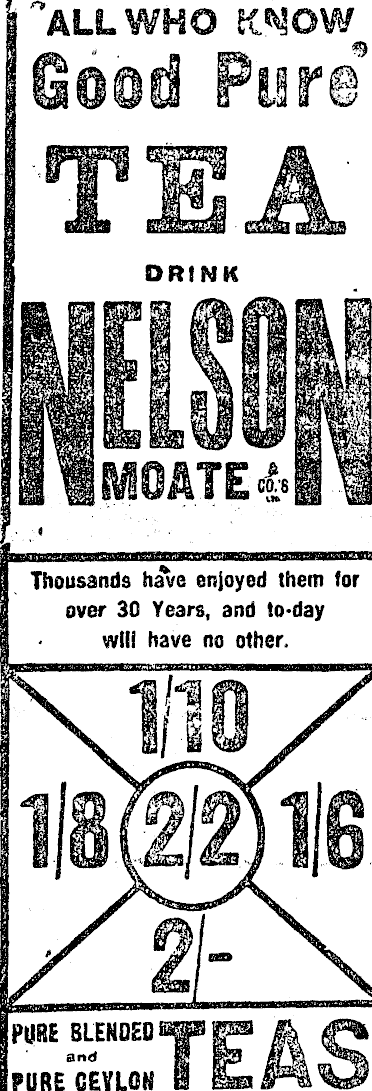 ALL WHO KNOW
Good Pure
TEA
DRINK
NELSON
MOATE & CO.'S LTD.
Thousands have enjoyed them for
over 30 Years, and to-day
will have no other.
1/10
1/8 2/2 1/6
2/-
PURE BLENDED
and
PURE CEYLON
TEAS